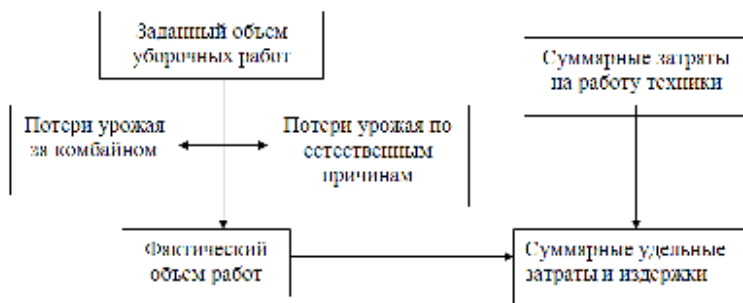 Заданный объем
уборочных работ
Суммарные затраты
на работу техники
Потери урожая
за комбайном
Потери урожая по
естественным
причинам
Фактический
объем работ
Суммарные удельные
затраты и издержки